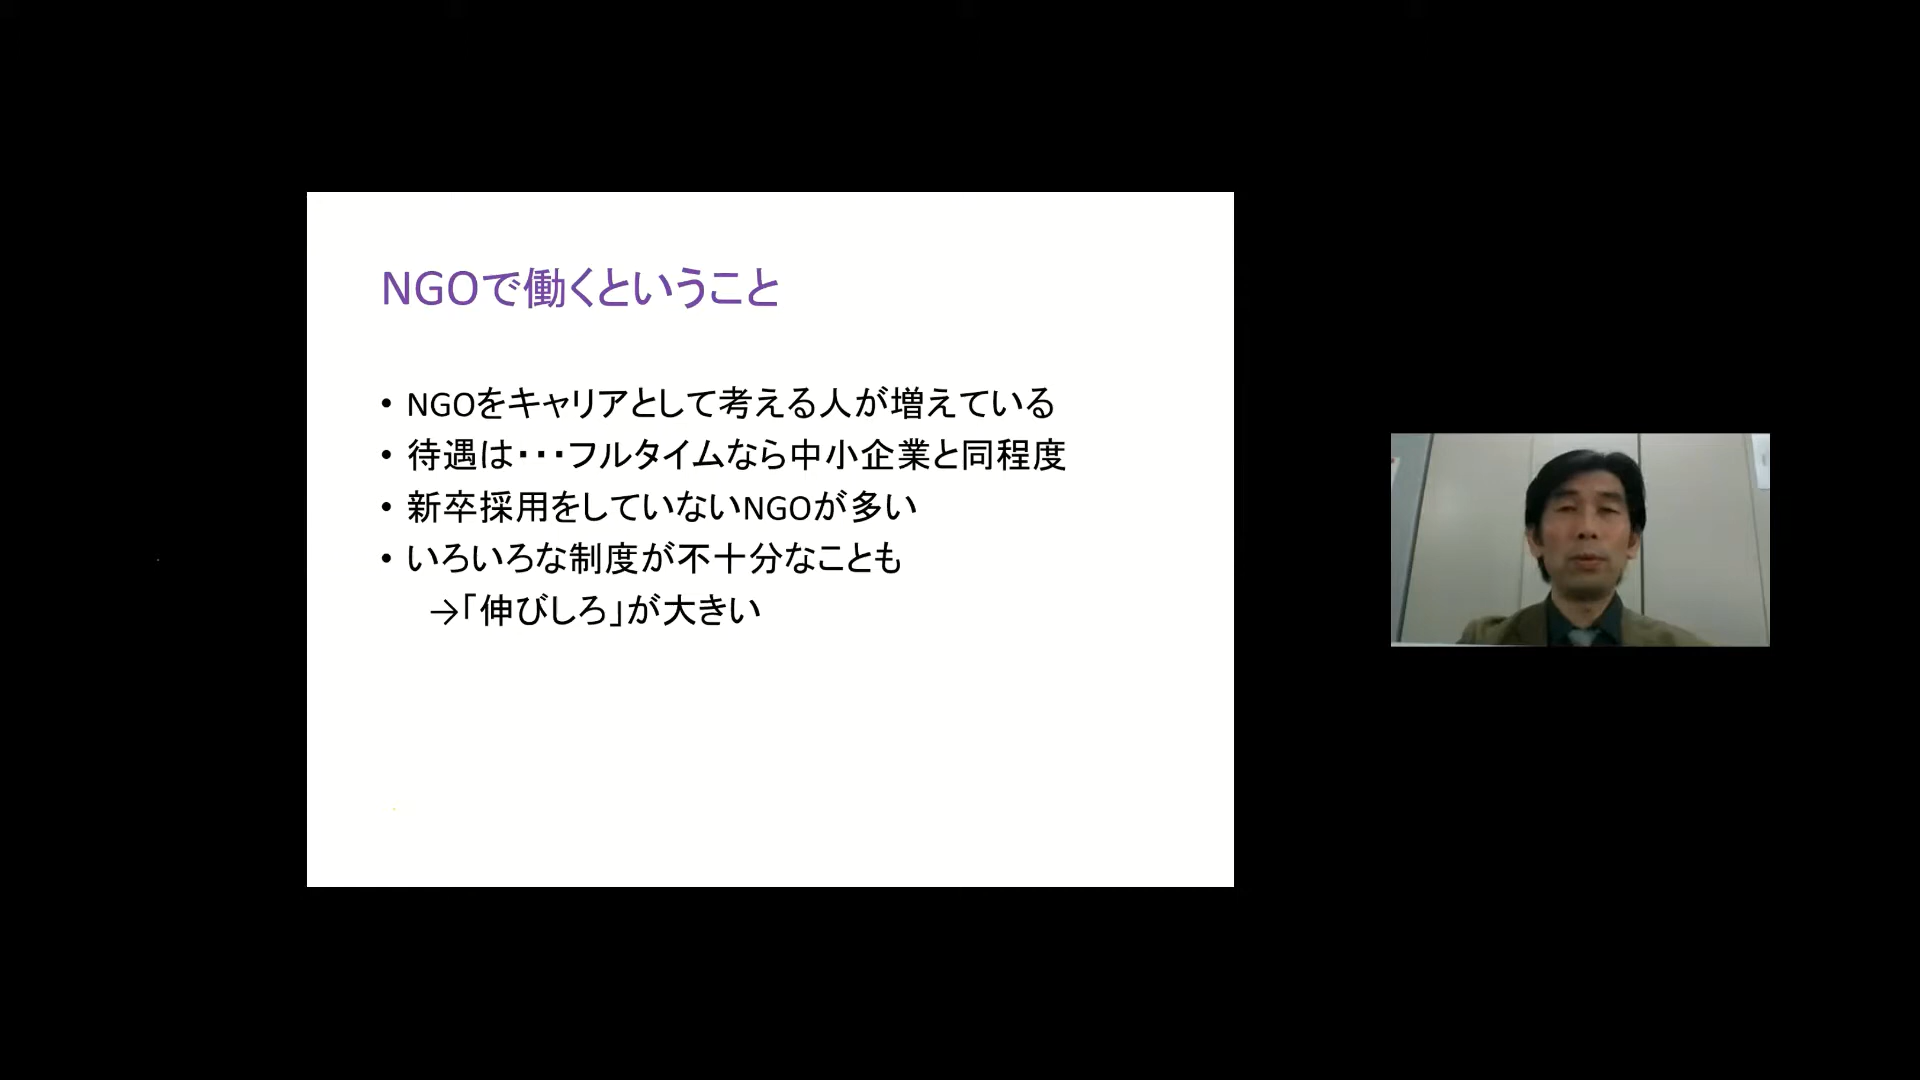 NGOで働くということ
• NGOをキャリアとして考える人が増えている
• 待遇は・・・フルタイムなら中小企業と同程度
• 新卒採用をしていないNGOが多い
• いろいろな制度が不十分なことも
→「伸びしろ」が大きい